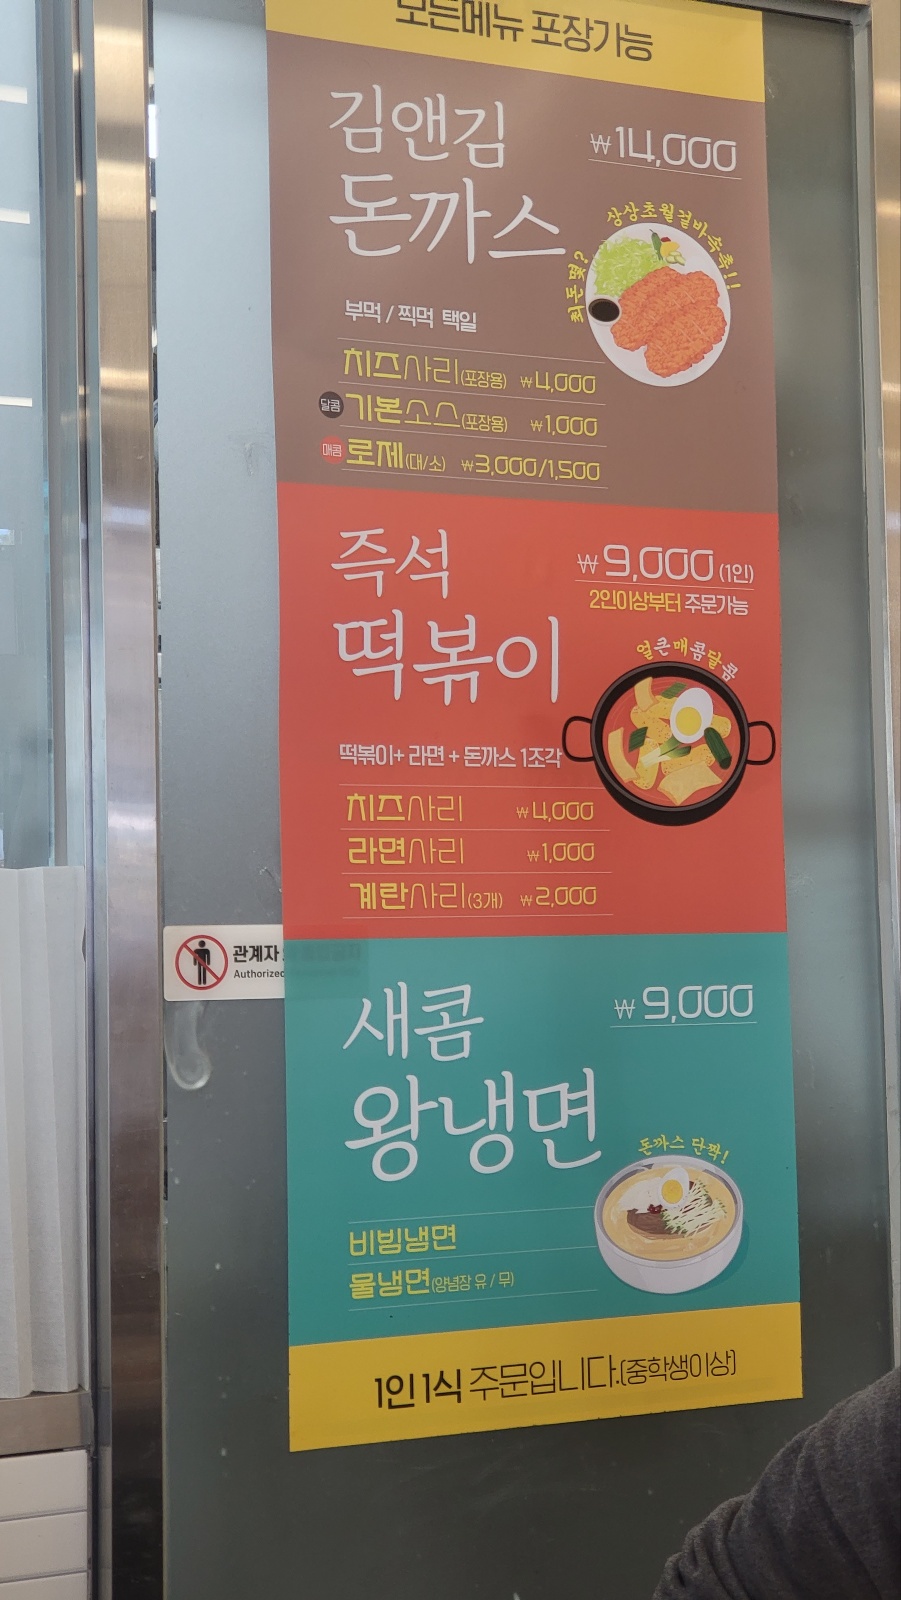 모든메뉴 포장가능
김앤김
돈까스
₩14,000
상상초월겉바속촉!!
부먹 / 찍먹 택일
치즈사리(포장용) ₩4,000
달콤 기본소스(포장용) ₩1,000
매콤 로제(대/소) ₩3,000/1,500
즉석
떡볶이
₩9,000 (1인)
2인이상부터 주문가능
얼큰매콤달콤
떡볶이+ 라면 + 돈까스 1조각
치즈사리 ₩4,000
라면사리 ₩1,000
계란사리(3개) ₩2,000
관계자
Authorized
새콤
왕냉면
₩9,000
돈까스 단짝!
비빔냉면
물냉면(양념장 유 / 무)
1인 1식 주문입니다.(중학생이상)